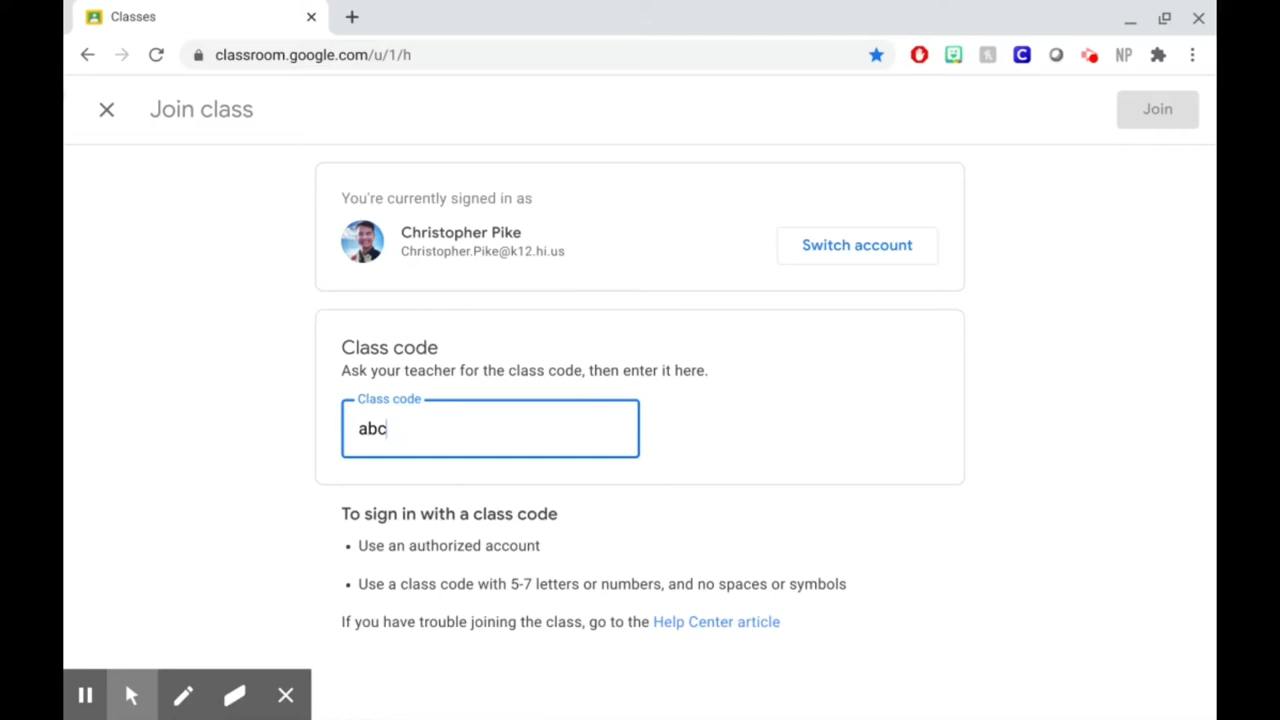 Classes
classroom.google.com/u/1/h
NP
Join class
Join
You're currently signed in as
Christopher Pike
Christopher.Pike@k12.hi.us
Switch account
Class code
Ask your teacher for the class code, then enter it here.
Class code
abc
To sign in with a class code
• Use an authorized account
• Use a class code with 5-7 letters or numbers, and no spaces or symbols
If you have trouble joining the class, go to the Help Center article